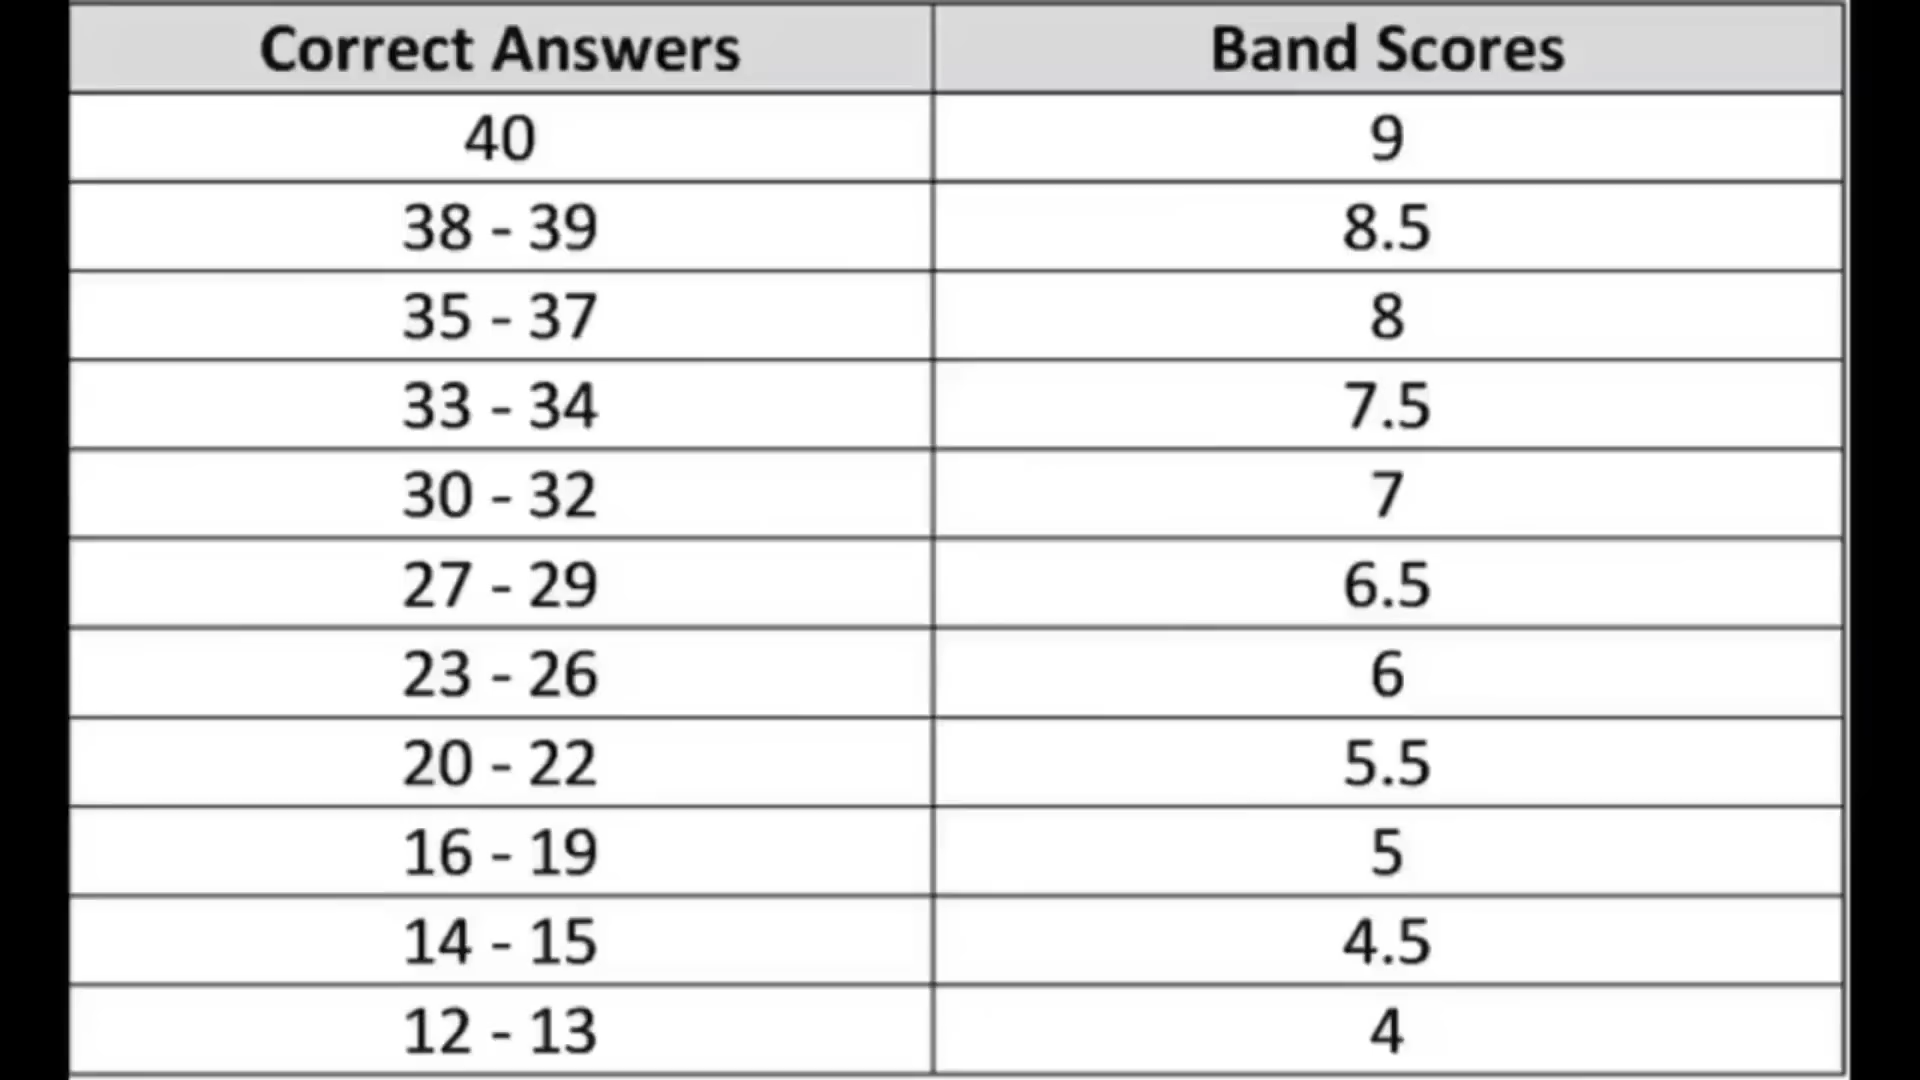 Correct Answers Band Scores
40 9
38 - 39 8.5
35 - 37 8
33 - 34 7.5
30 - 32 7
27 - 29 6.5
23 - 26 6
20 - 22 5.5
16 - 19 5
14 - 15 4.5
12 - 13 4